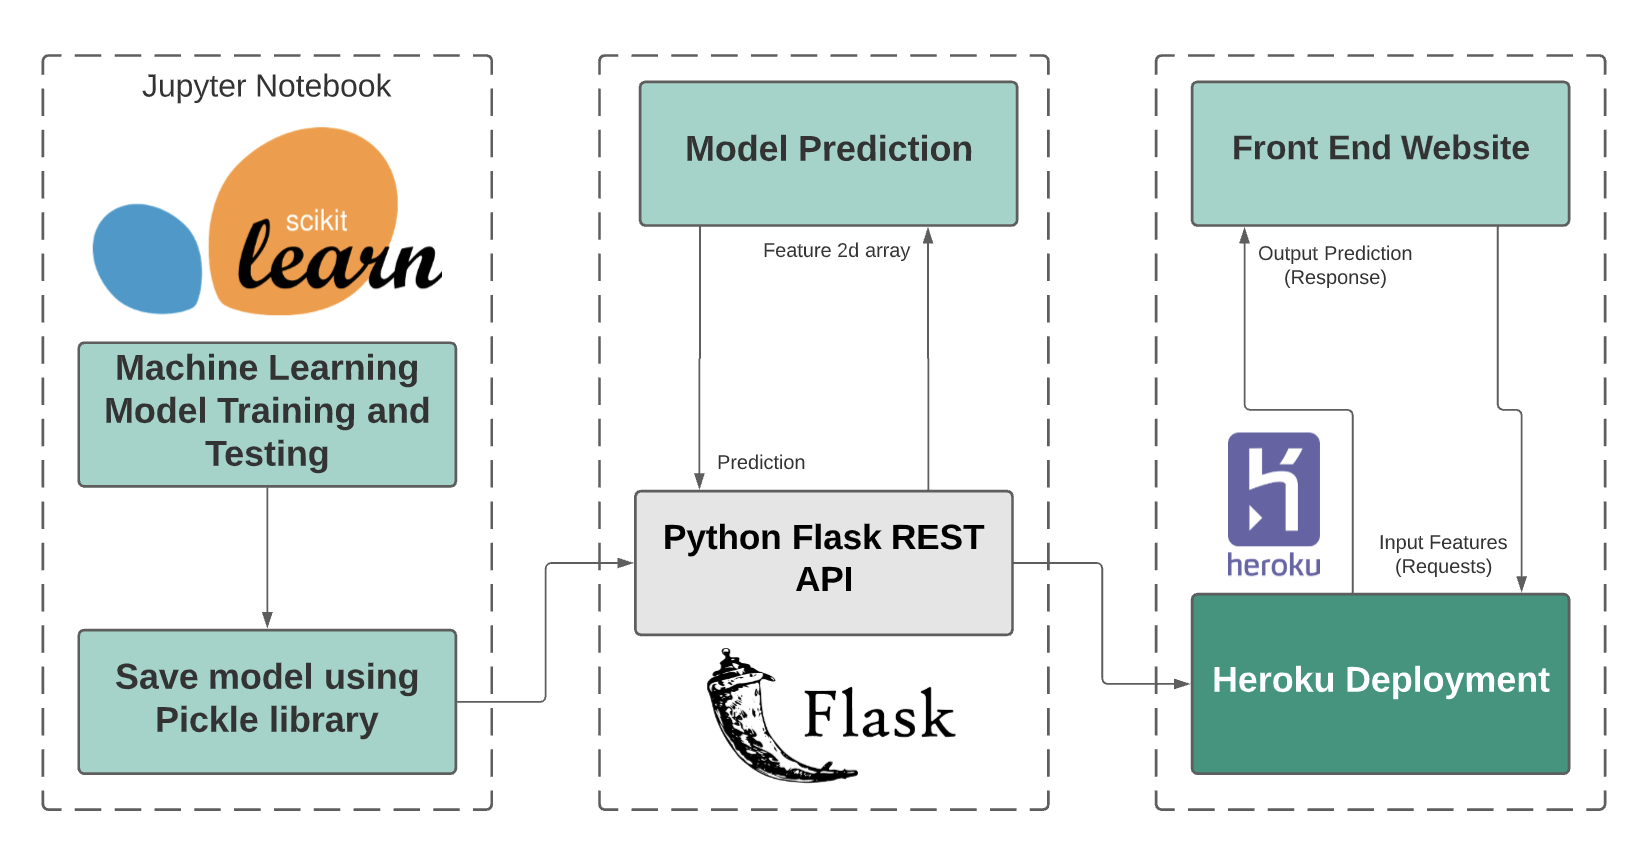 Jupyter Notebook
scikit
learn
Machine Learning
Model Training and
Testing
Save model using
Pickle library
Model Prediction
Feature 2d array
Prediction
Python Flask REST
API
Flask
Front End Website
Output Prediction
(Response)
heroku
Input Features
(Requests)
Heroku Deployment